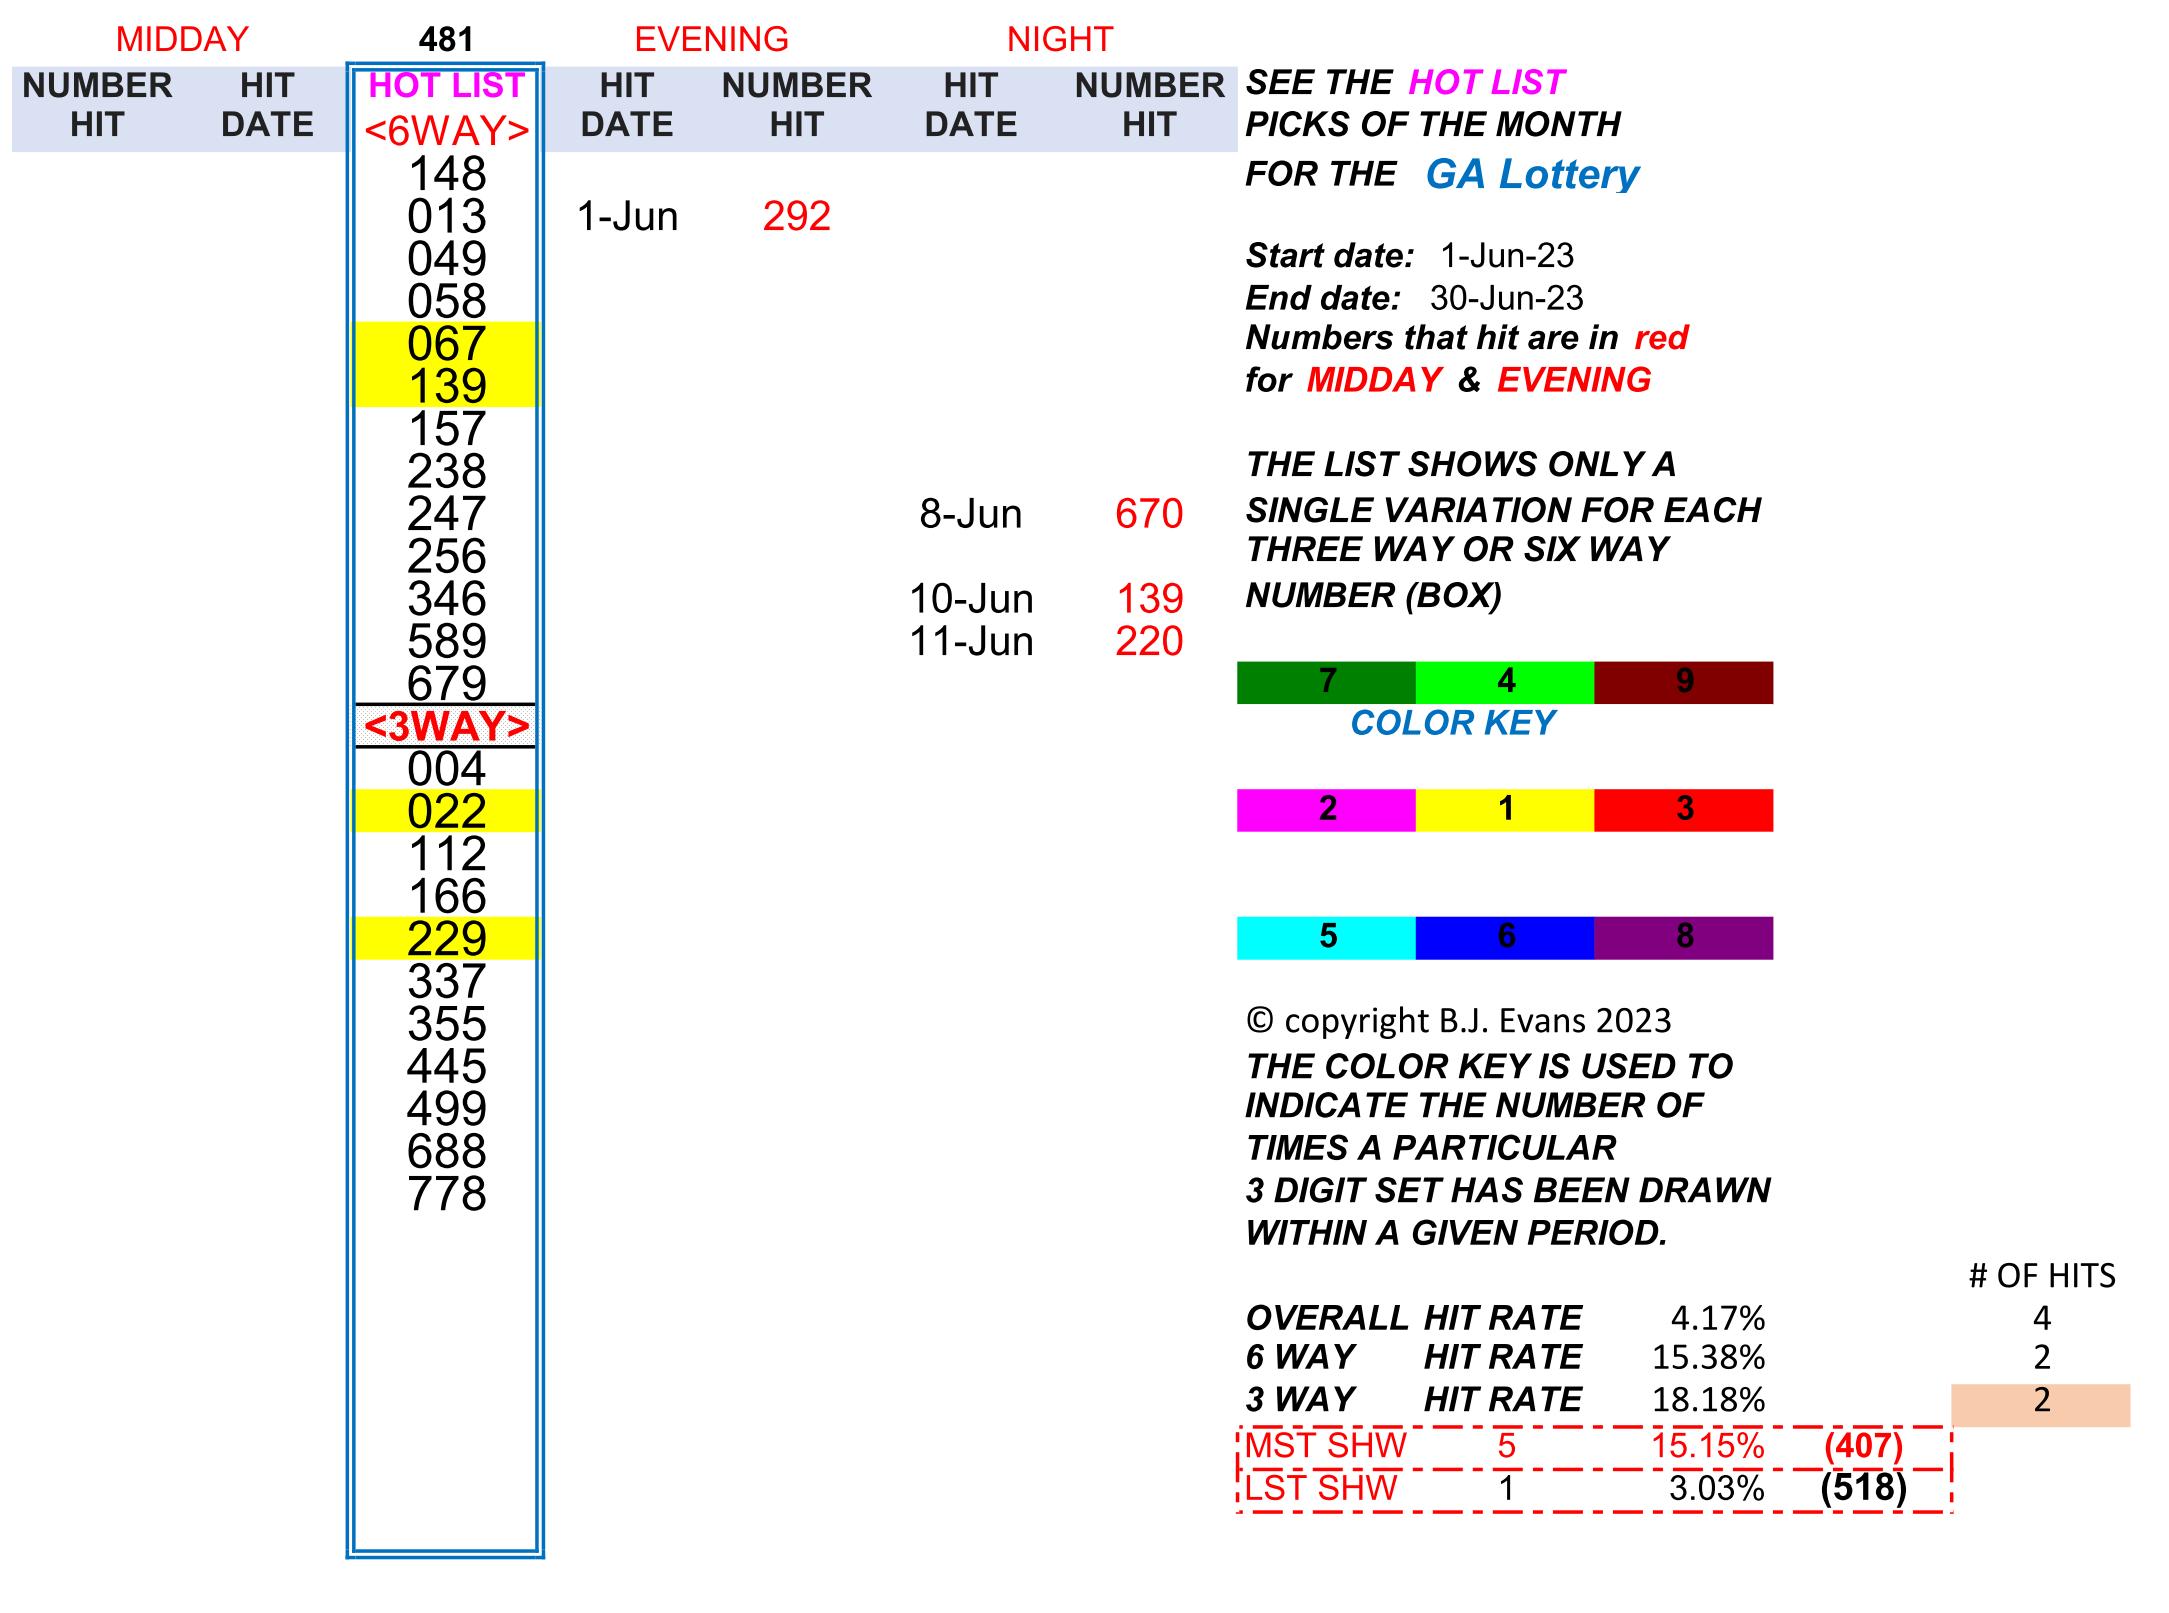 MIDDAY 481 EVENING NIGHT
NUMBER HIT HOT LIST HIT NUMBER HIT NUMBER SEE THE HOT LIST
HIT DATE <6WAY> DATE HIT DATE HIT PICKS OF THE MONTH
148 FOR THE GA Lottery
013 1-Jun 292
049 Start date: 1-Jun-23
058 End date: 30-Jun-23
067 Numbers that hit are in red
139 for MIDDAY & EVENING
157
238 THE LIST SHOWS ONLY A
247 8-Jun 670 SINGLE VARIATION FOR EACH
256 THREE WAY OR SIX WAY
346 10-Jun 139 NUMBER (BOX)
589 11-Jun 220
679 7 4 9
<3WAY> COLOR KEY
004
022 2 1 3
112
166
229 5 6 8
337
355 © copyright B.J. Evans 2023
445 THE COLOR KEY IS USED TO
499 INDICATE THE NUMBER OF
688 TIMES A PARTICULAR
778 3 DIGIT SET HAS BEEN DRAWN
WITHIN A GIVEN PERIOD.
# OF HITS
OVERALL HIT RATE 4.17% 4
6 WAY HIT RATE 15.38% 2
3 WAY HIT RATE 18.18% 2
MST SHW 5 15.15% (407)
LST SHW 1 3.03% (518)